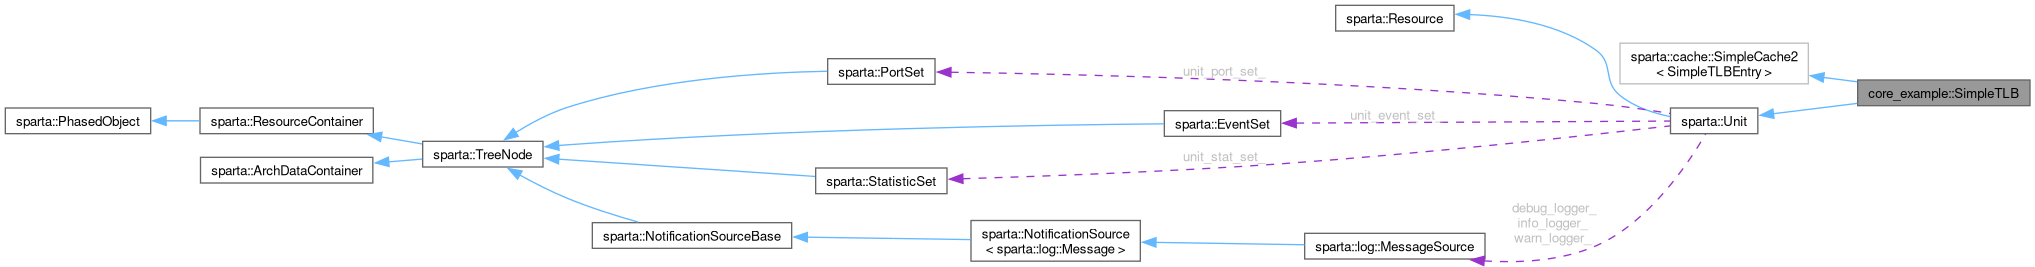 sparta::Resource
sparta::cache::SimpleCache2
< SimpleTLBEntry >
core_example::SimpleTLB
sparta::PortSet
unit_port_set_
sparta::PhasedObject
sparta::ResourceContainer
sparta::EventSet
unit_event_set
sparta::Unit
sparta::TreeNode
sparta::ArchDataContainer
unit_stat_set_
sparta::StatisticSet
debug_logger_
info_logger_
warn_logger_
sparta::NotificationSourceBase
sparta::NotificationSource
< sparta::log::Message >
sparta::log::MessageSource